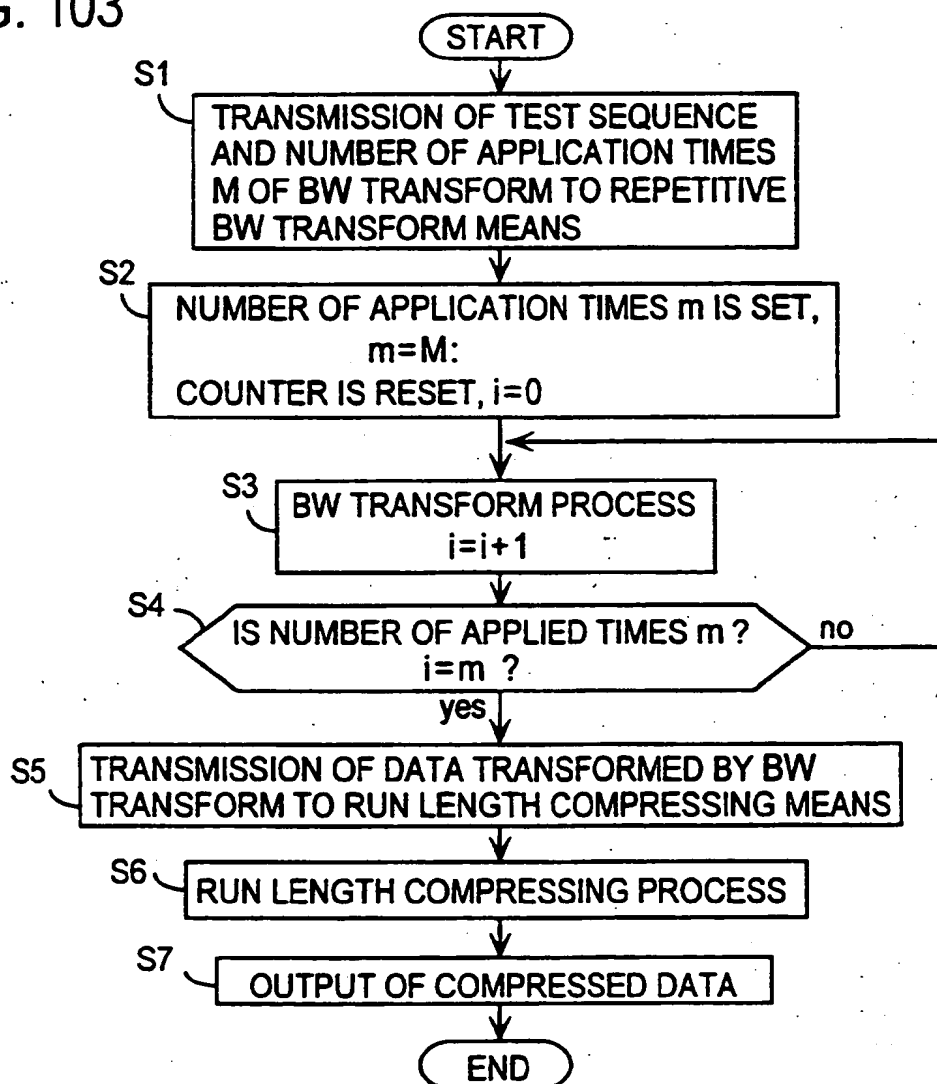 G. 103
START
S1
TRANSMISSION OF TEST SEQUENCE
AND NUMBER OF APPLICATION TIMES
M OF BW TRANSFORM TO REPETITIVE
BW TRANSFORM MEANS
S2
NUMBER OF APPLICATION TIMES m IS SET,
m=M:
COUNTER IS RESET, i=0
S3
BW TRANSFORM PROCESS
i=i+1
S4
IS NUMBER OF APPLIED TIMES m ?
i=m ?
no
yes
S5
TRANSMISSION OF DATA TRANSFORMED BY BW
TRANSFORM TO RUN LENGTH COMPRESSING MEANS
S6
RUN LENGTH COMPRESSING PROCESS
S7
OUTPUT OF COMPRESSED DATA
END